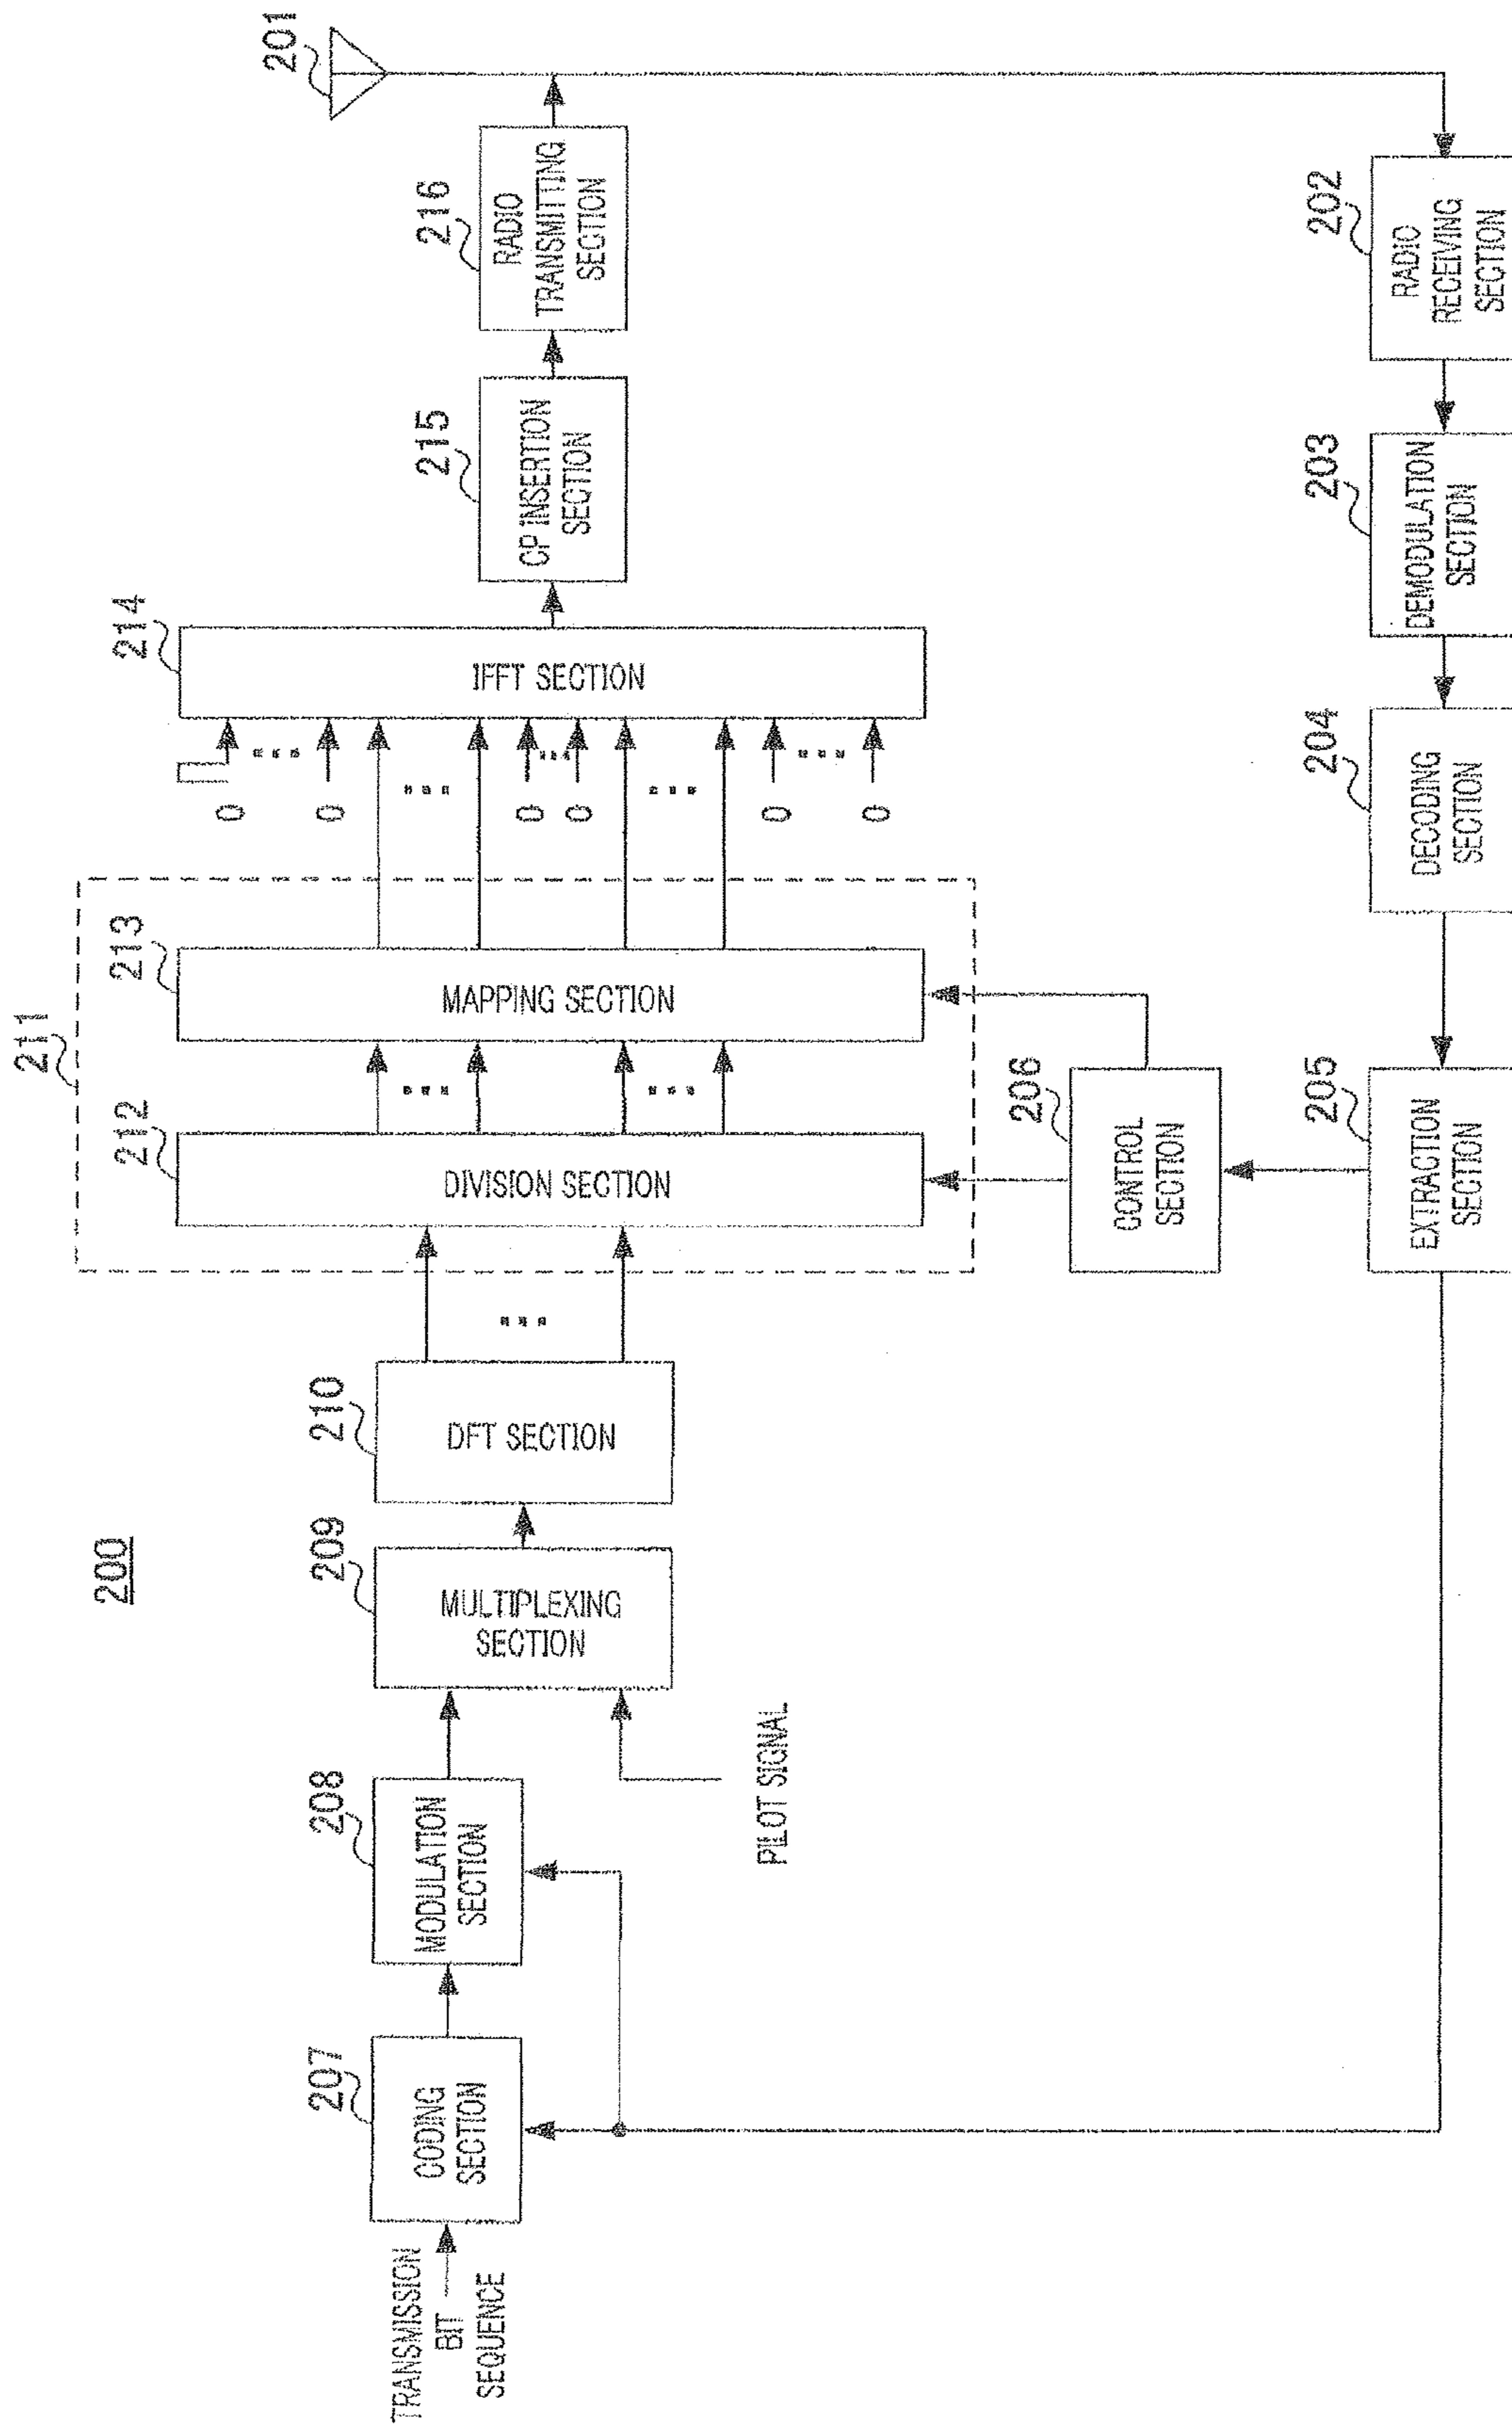 200
201
216
RADIO
TRANSMITTING
SECTION
215
CP INSERTION
SECTION
214
IFFT SECTION
0
0
0
0
0
0
211
213
MAPPING SECTION
212
DIVISION SECTION
210
DFT SECTION
209
MULTIPLEXING
SECTION
PILOT SIGNAL
208
MODULATION
SECTION
207
CODING
SECTION
TRANSMISSION
BIT
SEQUENCE
206
CONTROL
SECTION
205
EXTRACTION
SECTION
204
DECODING
SECTION
203
DEMODULATION
SECTION
202
RADIO
RECEIVING
SECTION